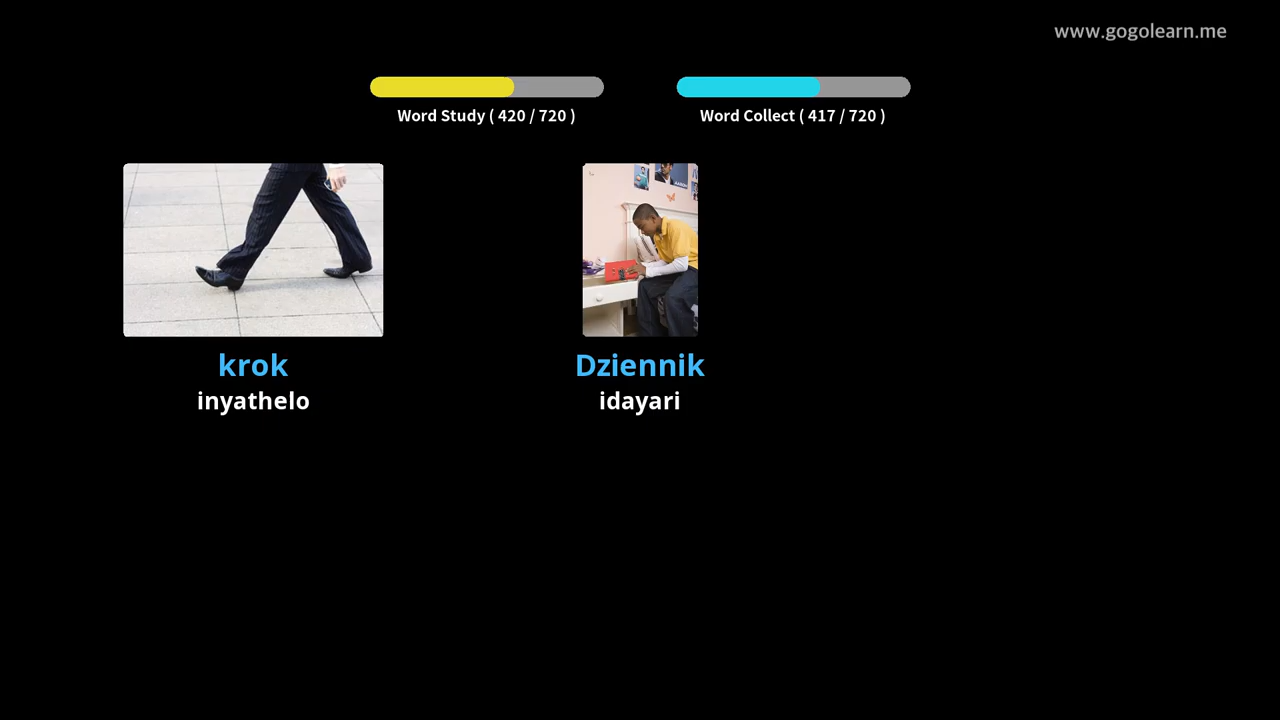 www.gogolearn.me
Word Study ( 420 / 720 )
Word Collect ( 417 / 720 )
krok
inyathelo
Dziennik
idayari